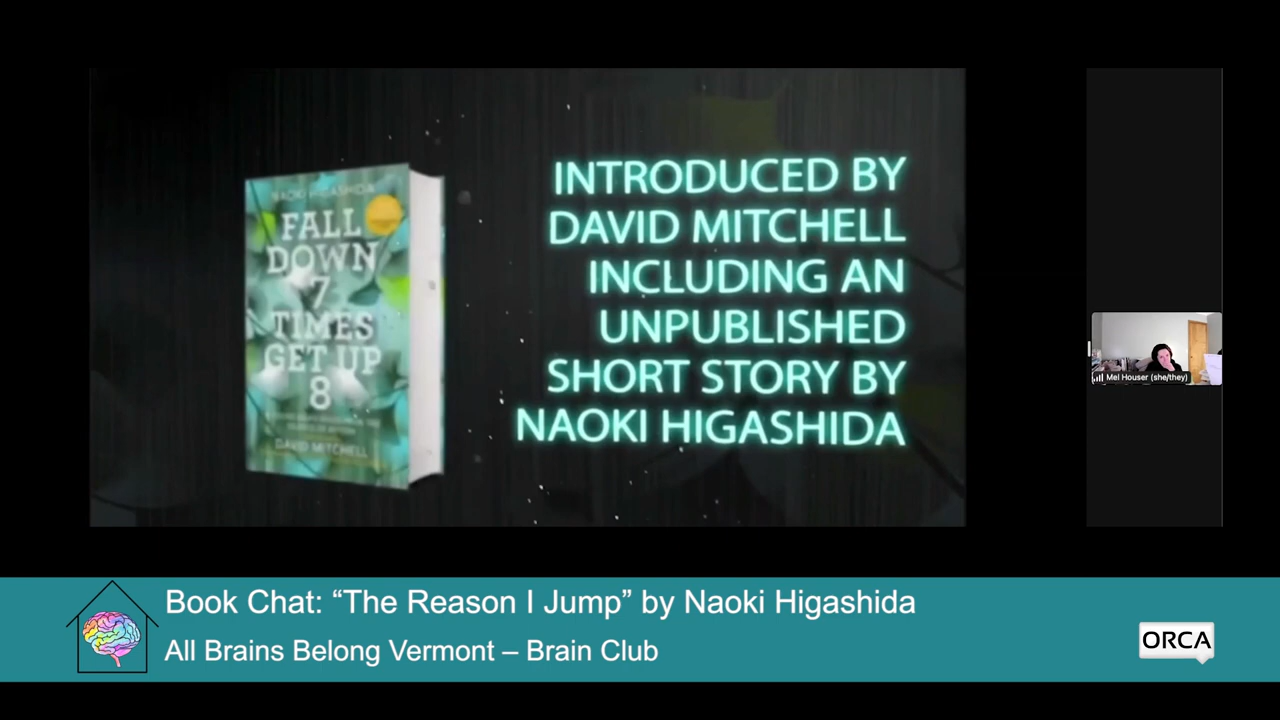 NAOKI HIGASHIDA
FALL
DOWN
7
TIMES
GET UP
8
DAVID MITCHELL
INTRODUCED BY
DAVID MITCHELL
INCLUDING AN
UNPUBLISHED
SHORT STORY BY
NAOKI HIGASHIDA
Mel Houser (she/they)
Book Chat: “The Reason I Jump” by Naoki Higashida
All Brains Belong Vermont – Brain Club
ORCA